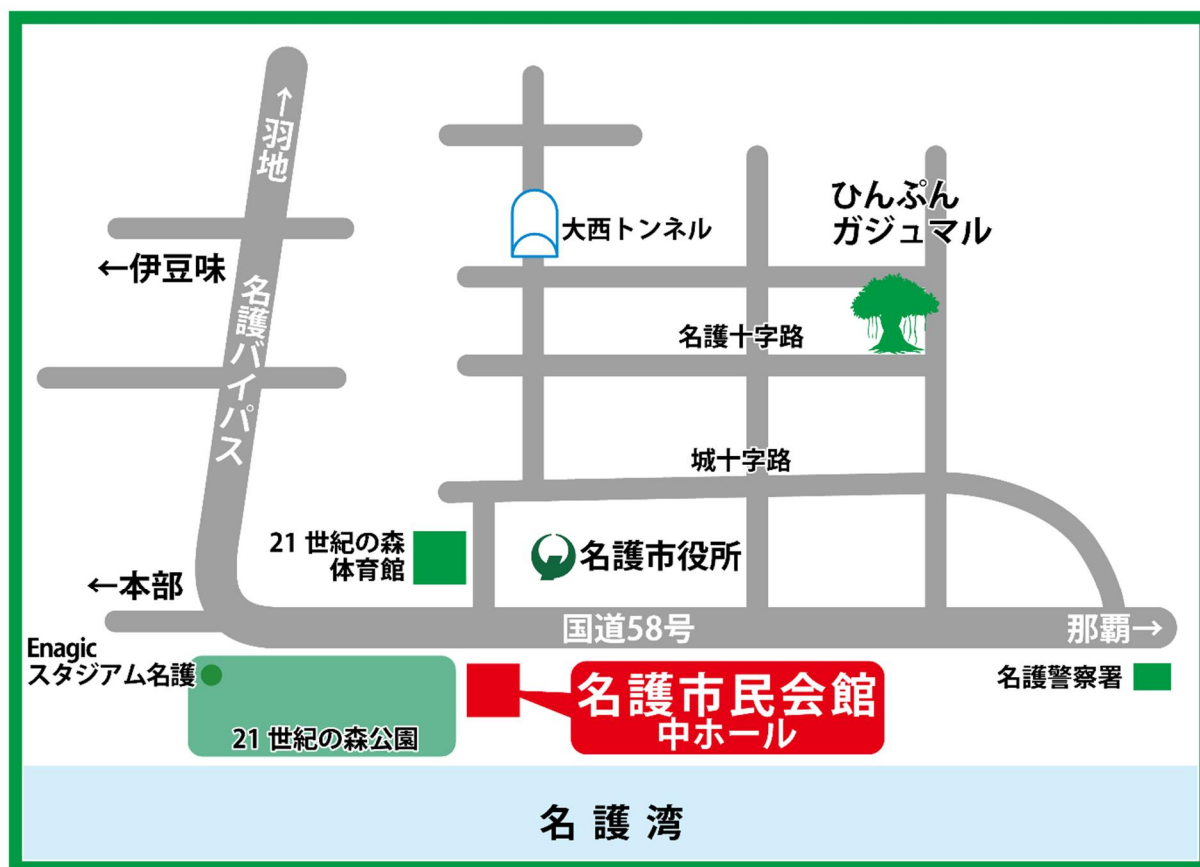 ↑羽地
大西トンネル
ひんぷん
ガジュマル
←伊豆味
名護バイパス
名護十字路
城十字路
21世紀の森
体育館
名護市役所
←本部
国道58号
那覇→
Enagic
スタジアム名護
名護市民会館
中ホール
名護警察署
21世紀の森公園
名護湾